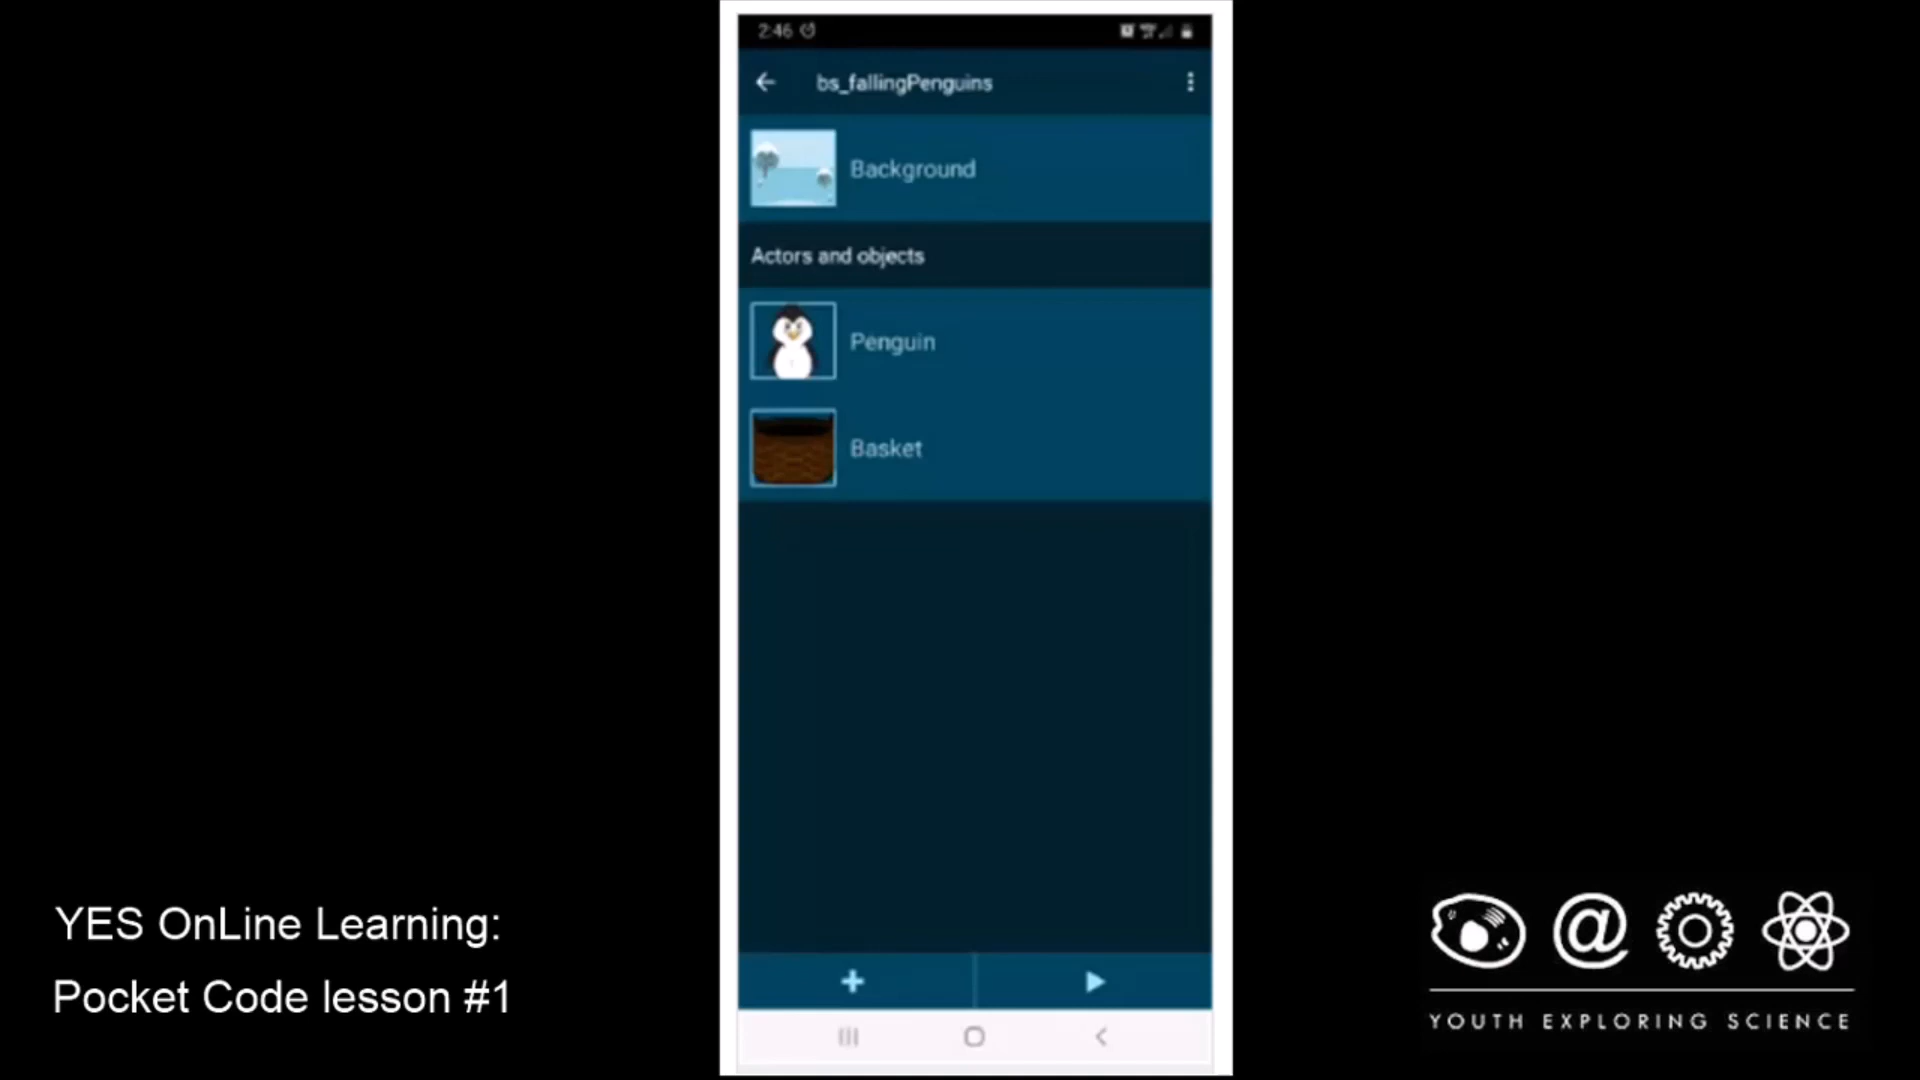 2:46
bs_fallingPenguins
Background
Actors and objects
Penguin
Basket
YES OnLine Learning:
Pocket Code lesson #1
YOUTH EXPLORING SCIENCE